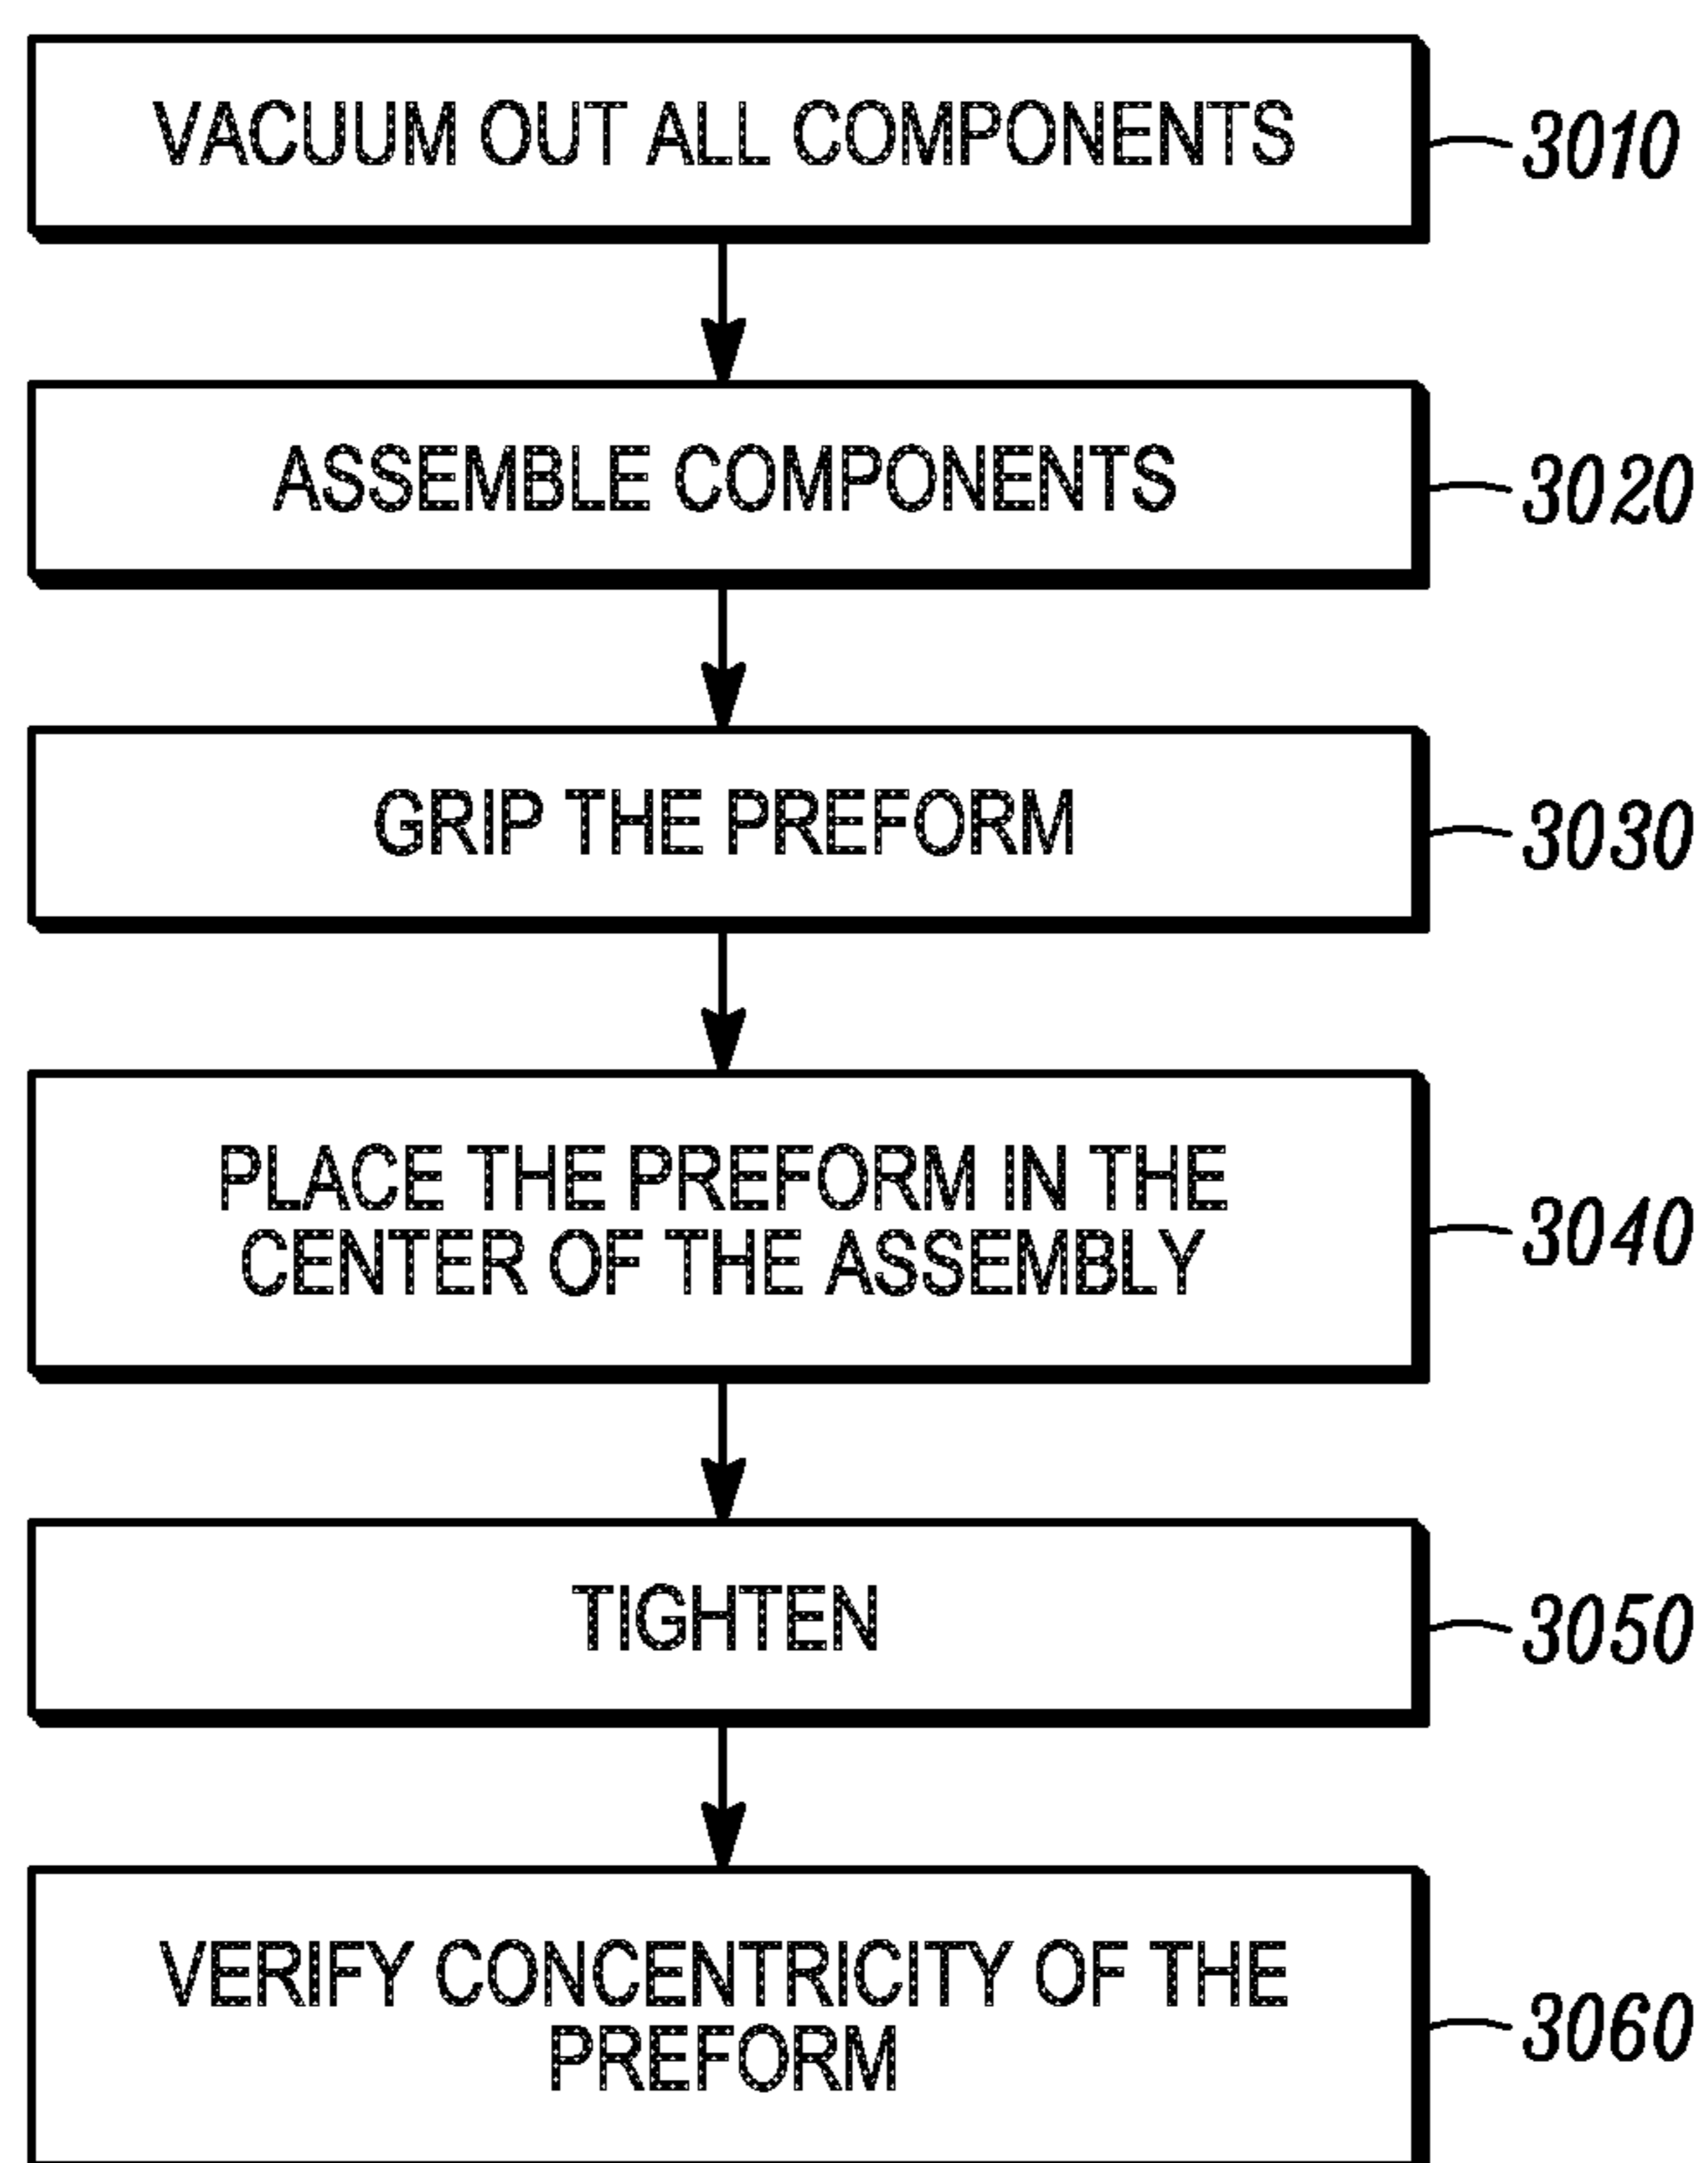 VACUUM OUT ALL COMPONENTS
3010
ASSEMBLE COMPONENTS
3020
GRIP THE PREFORM
3030
PLACE THE PREFORM IN THE
CENTER OF THE ASSEMBLY
3040
TIGHTEN
3050
VERIFY CONCENTRICITY OF THE
PREFORM
3060